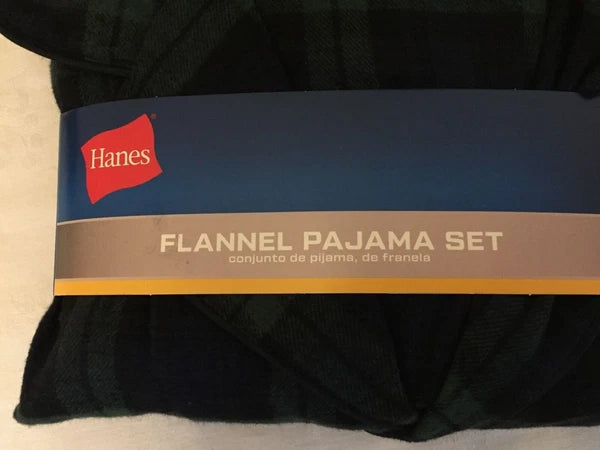 Hanes®
FLANNEL PAJAMA SET
conjunto de pijama, de franela